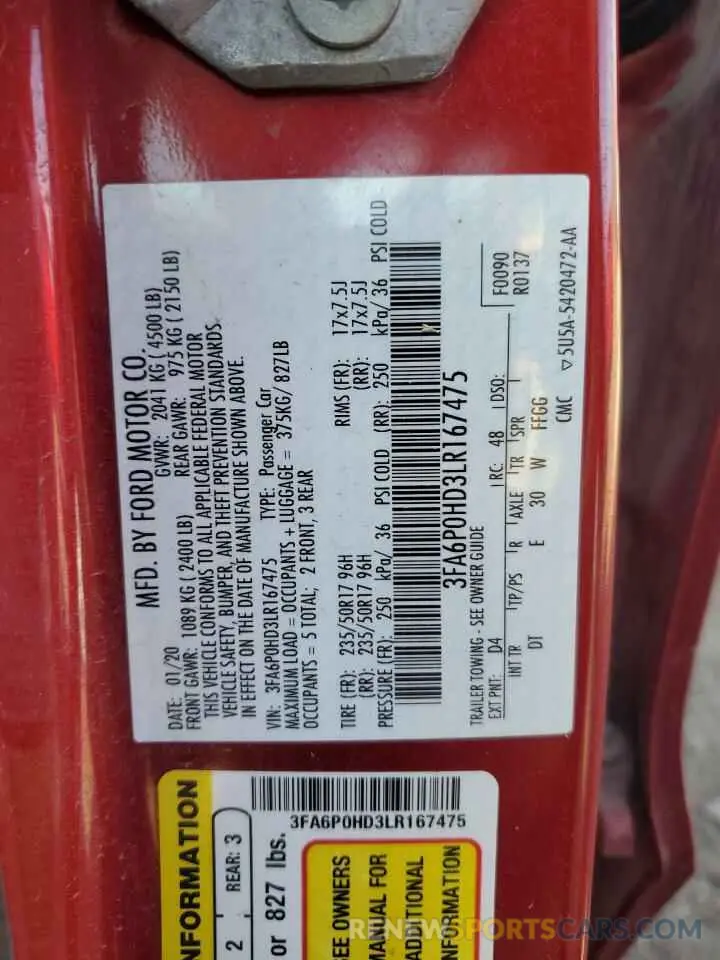 MFD. BY FORD MOTOR CO.
DATE: 01/20 GVWR: 2041 KG ( 4500 LB)
FRONT GAWR: 1089 KG ( 2400 LB) REAR GAWR: 975 KG ( 2150 LB)
THIS VEHICLE CONFORMS TO ALL APPLICABLE FEDERAL MOTOR
VEHICLE SAFETY, BUMPER, AND THEFT PREVENTION STANDARDS
IN EFFECT ON THE DATE OF MANUFACTURE SHOWN ABOVE.
VIN: 3FA6P0HD3LR167475 TYPE: Passenger Car
MAXIMUM LOAD = OCCUPANTS + LUGGAGE = 375KG/ 827LB
OCCUPANTS = 5 TOTAL; 2 FRONT, 3 REAR
TIRE (FR): 235/50R17 96H RIMS (FR): 17x7.5J
(RR): 235/50R17 96H (RR): 17x7.5J
PRESSURE (FR): 250 kPa/ 36 PSI COLD (RR): 250 kPa/ 36 PSI COLD
3FA6P0HD3LR167475
TRAILER TOWING - SEE OWNER GUIDE F0090
EXT PNT: D4 RC: 48 DSO: R0137
INT TR TP/PS R AXLE TR SPR
DT E 30 W FFGG
CMC ▽5U5A-5420472-AA
3FA6P0HD3LR167475
NFORMATION
2 REAR: 3
or 827 lbs.
SEE OWNERS
MANUAL FOR
ADDITIONAL
NFORMATION
RENEWSPORTSCARS.COM